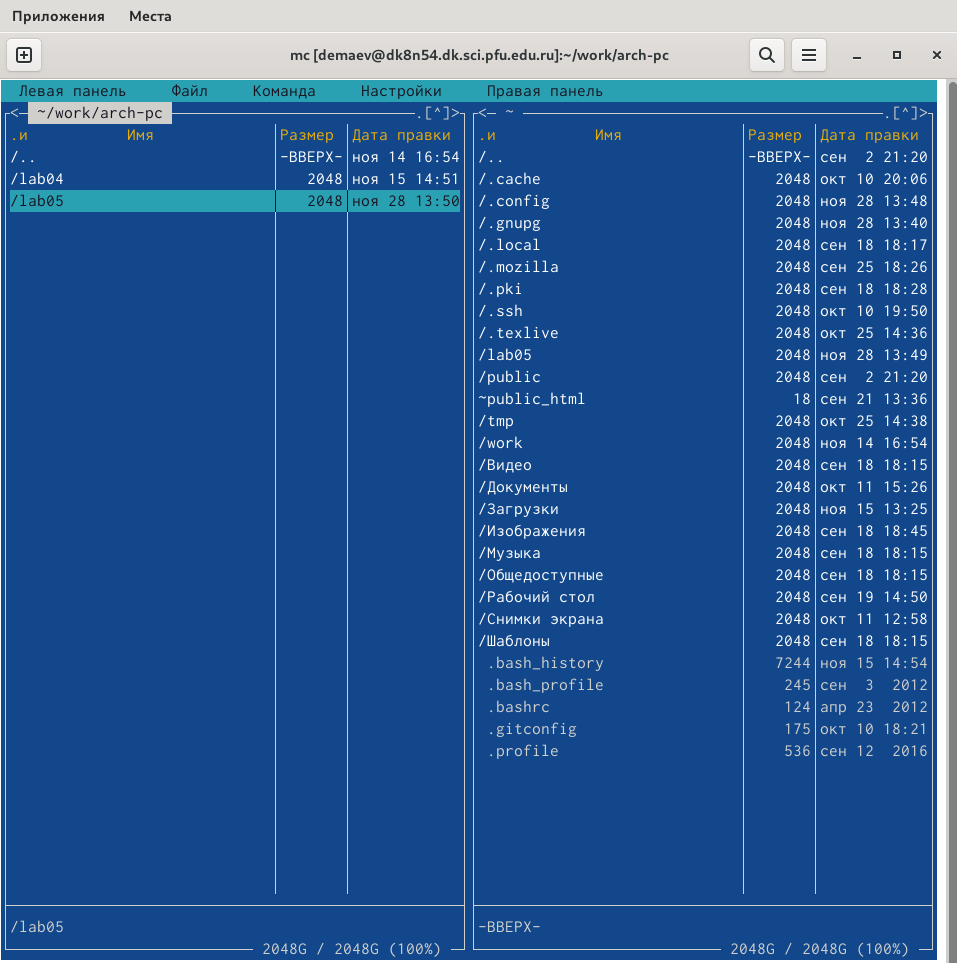 Приложения Места
mc [demaev@dk8n54.dk.sci.pfu.edu.ru]:~/work/arch-pc
Левая панель Файл Команда Настройки Правая панель
<─ ~/work/arch-pc .[^]>
.и Имя Размер Дата правки
/.. -ВВЕРХ- ноя 14 16:54
/lab04 2048 ноя 15 14:51
/lab05 2048 ноя 28 13:50
/lab05
2048G / 2048G (100%)
<─ ~ .[^]>
.и Имя Размер Дата правки
/.. -ВВЕРХ- сен 2 21:20
/.cache 2048 окт 10 20:06
/.config 2048 ноя 28 13:48
/.gnupg 2048 ноя 28 13:40
/.local 2048 сен 18 18:17
/.mozilla 2048 сен 25 18:26
/.pki 2048 сен 18 18:28
/.ssh 2048 окт 10 19:50
/.texlive 2048 окт 25 14:36
/lab05 2048 ноя 28 13:49
/public 2048 сен 2 21:20
~public_html 18 сен 21 13:36
/tmp 2048 окт 25 14:38
/work 2048 ноя 14 16:54
/Видео 2048 сен 18 18:15
/Документы 2048 окт 11 15:26
/Загрузки 2048 ноя 15 13:25
/Изображения 2048 сен 18 18:45
/Музыка 2048 сен 18 18:15
/Общедоступные 2048 сен 18 18:15
/Рабочий стол 2048 сен 19 14:50
/Снимки экрана 2048 окт 11 12:58
/Шаблоны 2048 сен 18 18:15
.bash_history 7244 ноя 15 14:54
.bash_profile 245 сен 3 2012
.bashrc 124 апр 23 2012
.gitconfig 175 окт 10 18:21
.profile 536 сен 12 2016
-ВВЕРХ-
2048G / 2048G (100%)